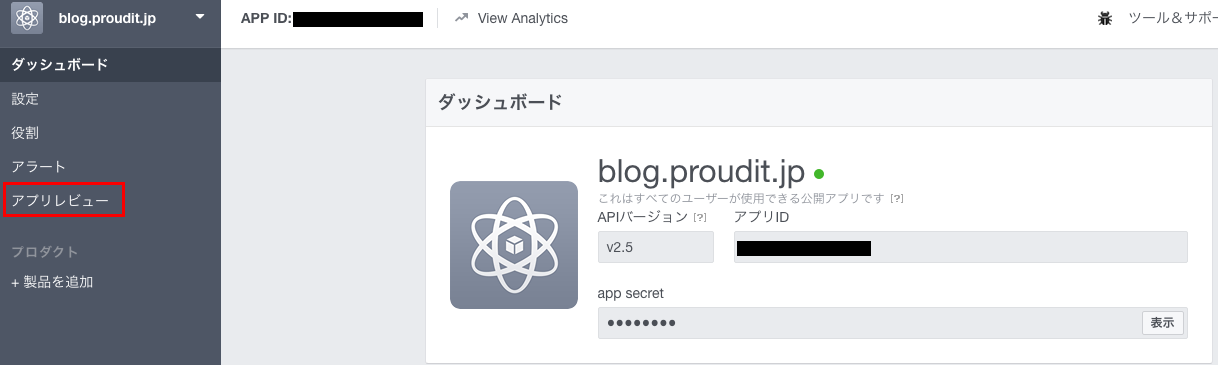 blog.proudit.jp
APP ID:
View Analytics
ツール＆サポー
ダッシュボード
設定
役割
アラート
アプリレビュー
プロダクト
+ 製品を追加
ダッシュボード
blog.proudit.jp
これはすべてのユーザーが使用できる公開アプリです [?]
APIバージョン [?]
アプリID
v2.5
app secret
●●●●●●●●
表示